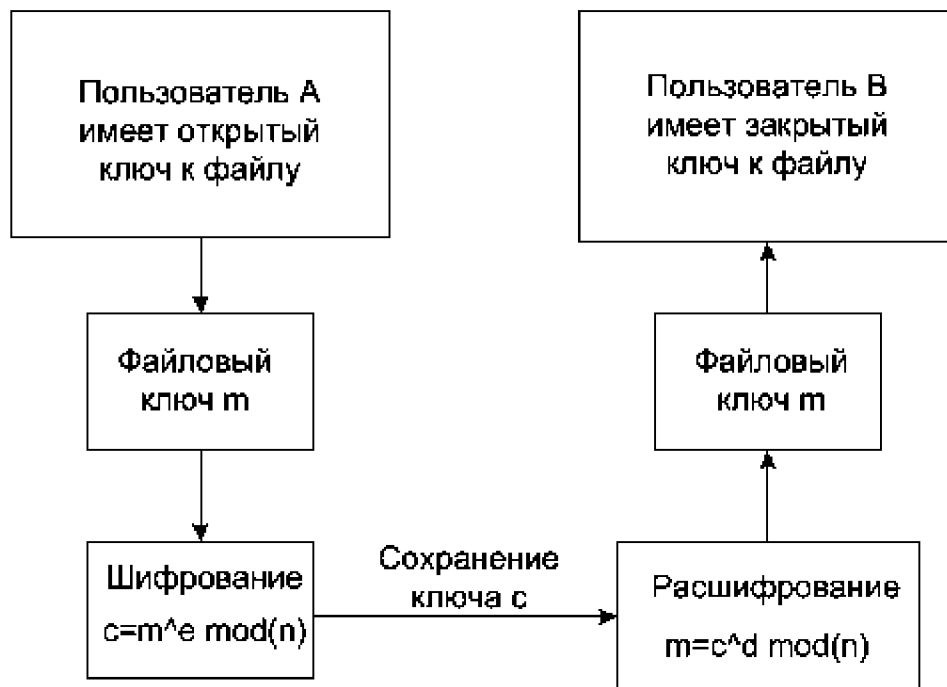 Пользователь А
имеет открытый
ключ к файлу
Файловый
ключ m
Шифрование
c=m^e mod(n)
Сохранение
ключа с
Расшифрование
m=c^d mod(n)
Файловый
ключ m
Пользователь В
имеет закрытый
ключ к файлу